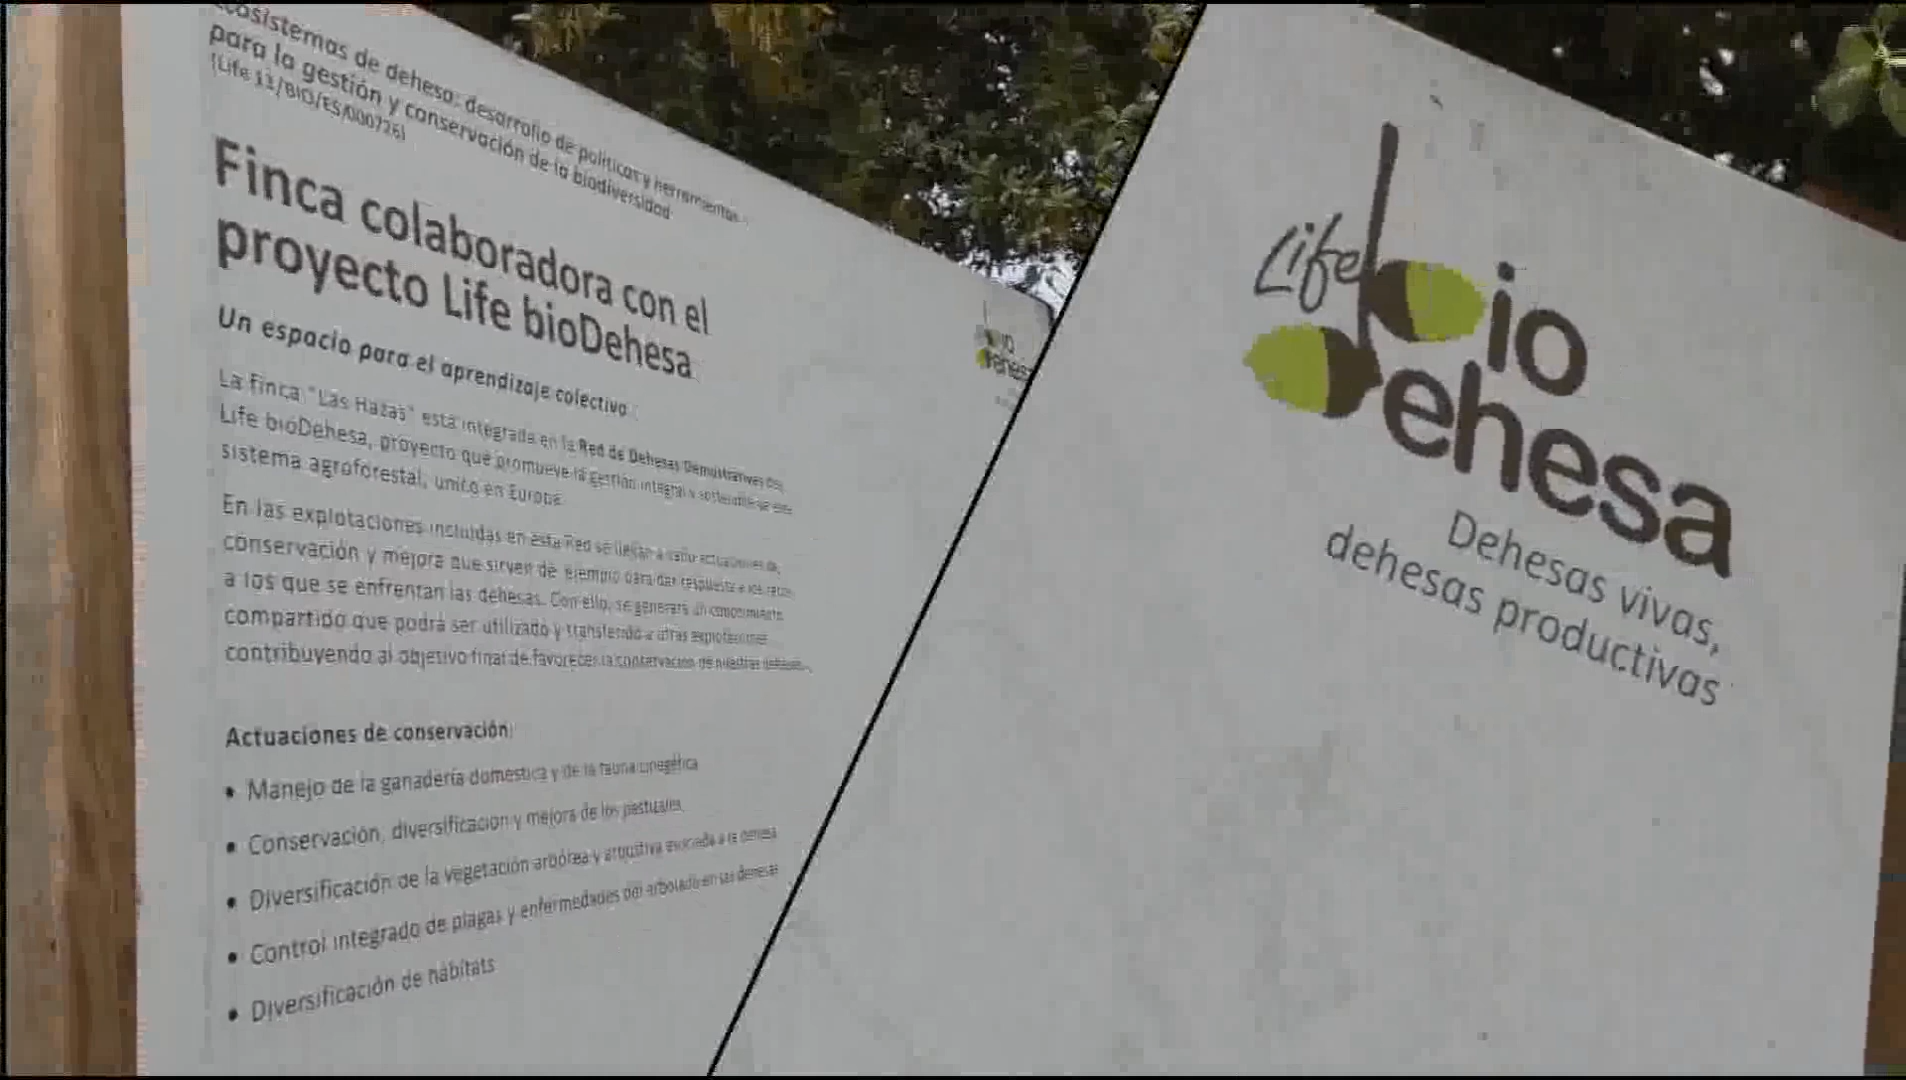 cosistemas de dehesa: desarrollo de políticas y herramientas
para la gestión y conservación de la biodiversidad
(Life 11/BIO/ES/000726)
Finca colaboradora con el
proyecto Life bioDehesa
Un espacio para el aprendizaje colectivo
La finca "Las Hazas" está integrada en la Red de Dehesas Demostrativas del
Life bioDehesa, proyecto que promueve la gestión integral y sostenible de este
sistema agroforestal, unico en Europa
En las explotaciones incluidas en esta Red se llevan a cabo actuaciones de
conservación y mejora que sirven de ejemplo para dar respuesta a los retos
a los que se enfrentan las dehesas. Con ello, se generará un conocimiento
compartido que podrá ser utilizado y transferido a otras explotaciones
contribuyendo al objetivo final de favorecer la conservación de nuestras dehesas
Actuaciones de conservación
• Manejo de la ganadería doméstica y de la fauna cinegética
• Conservación, diversificación y mejora de los pastizales
• Diversificación de la vegetación arbórea y arbustiva asociada a la dehesa
• Control integrado de plagas y enfermedades del arbolado en las dehesas
• Diversificación de hábitats
bio
dehesa
Life bio
dehesa
Dehesas vivas,
dehesas productivas